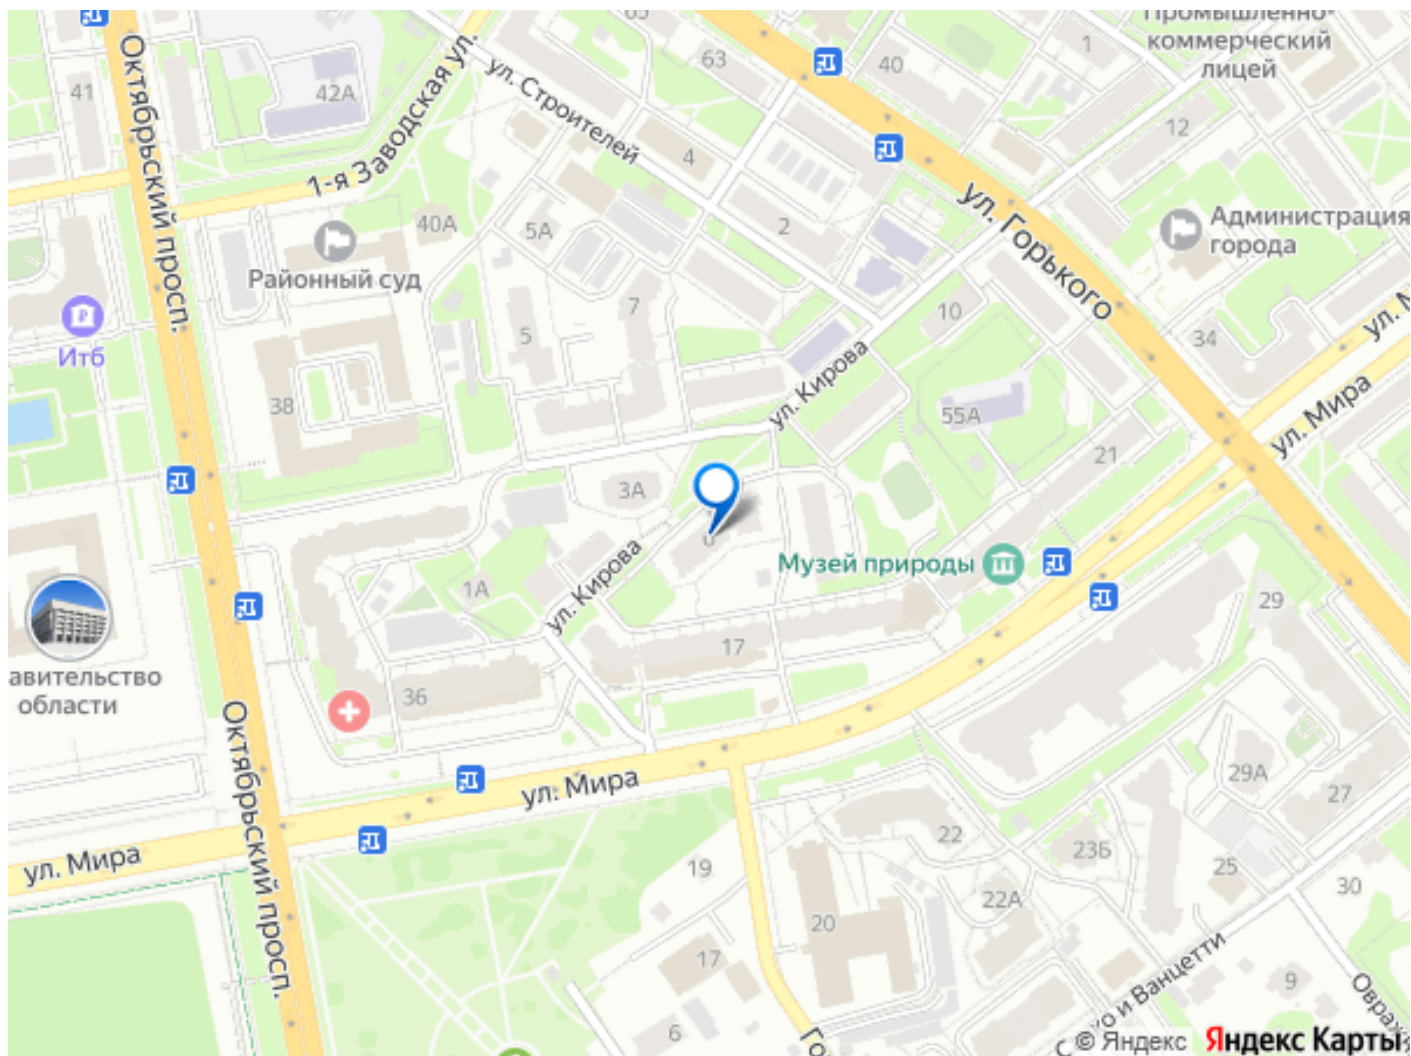 Промышленно-
коммерческий
лицей
63
40
1
41
42А
Октябрьский просп.
1-я Заводская ул.
ул. Строителей
4
12
ул. Горького
Администрация
города
40А
5А
2
Районный суд
7
10
Итб
5
34
ул. Кирова
38
55А
ул. Мира
21
3А
Музей природы
1А
ул. Кирова
29
17
36
области
Октябрьский просп.
29А
27
ул. Мира
22
23Б
ул. Мира
19
25
30
22А
20
17
9
и Ванцетти
6
© Яндекс
Яндекс Карты